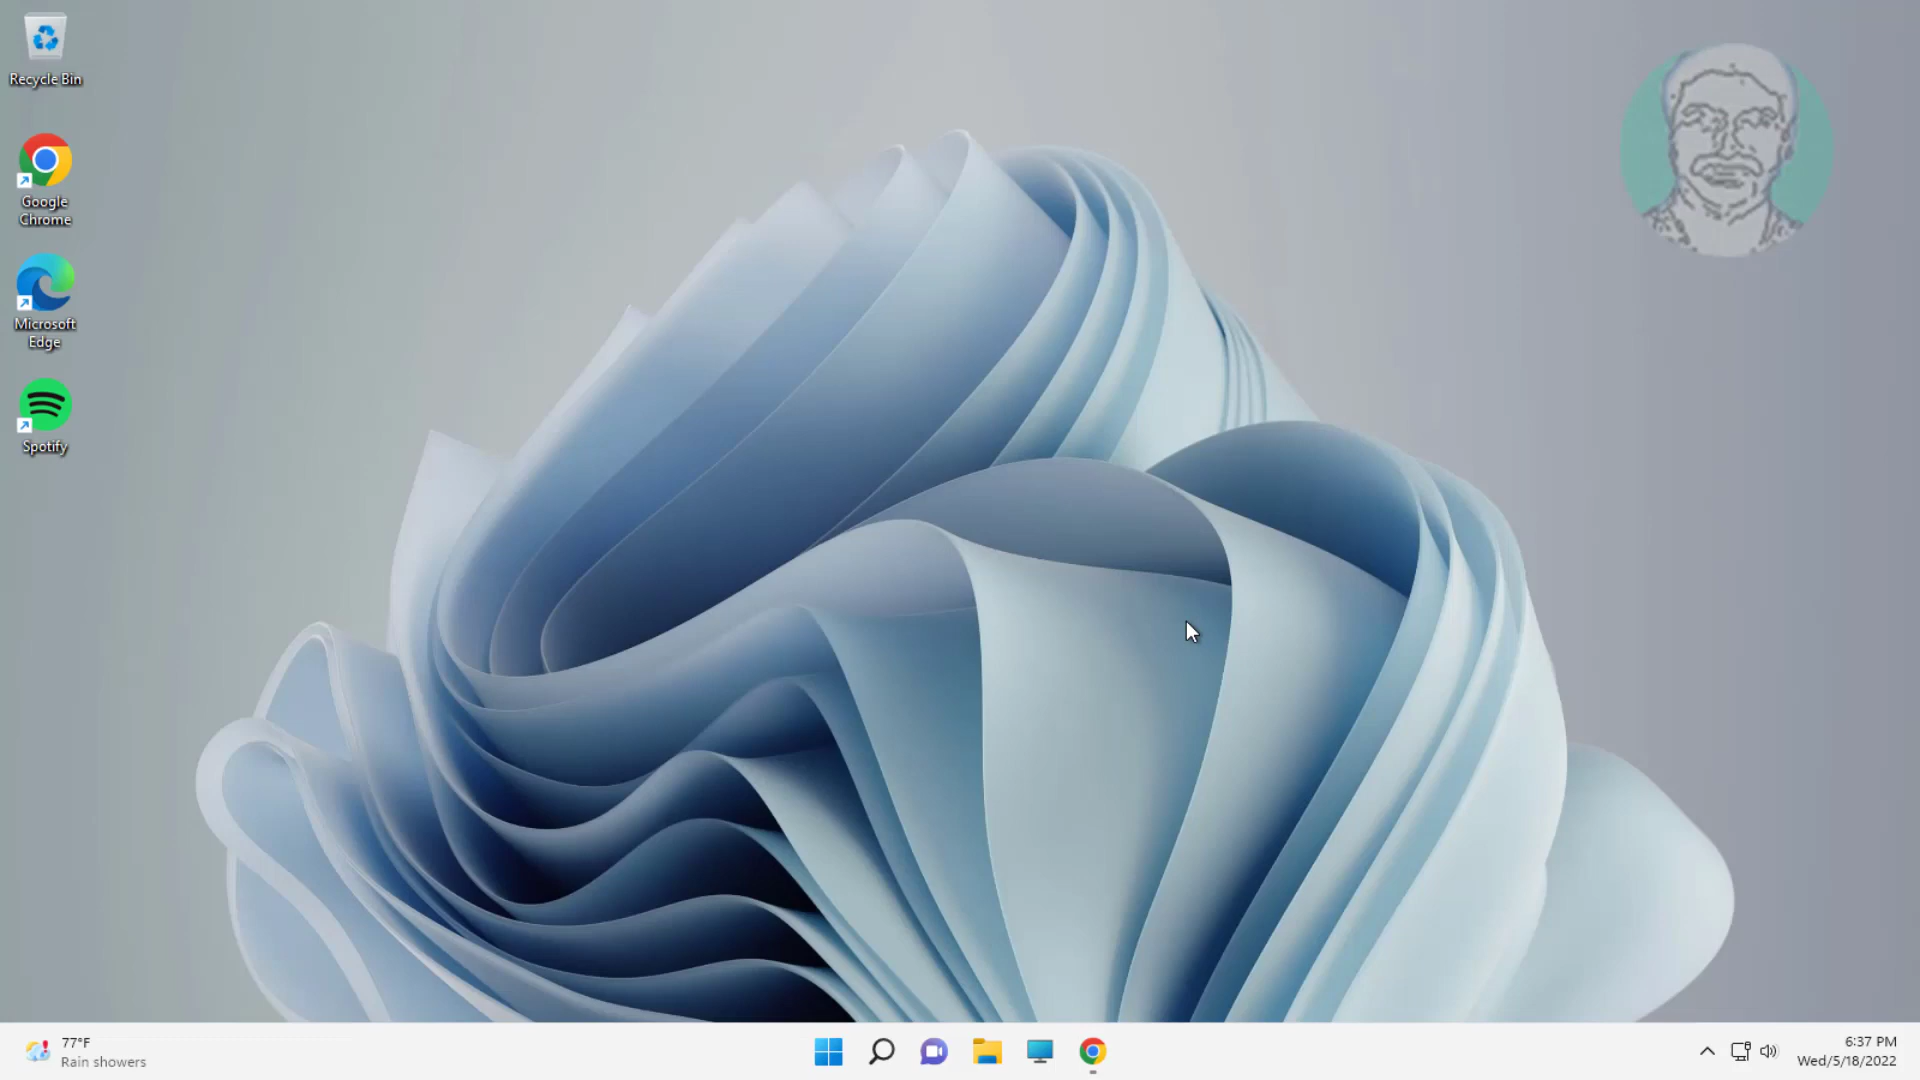 Recycle Bin
Google
Chrome
Microsoft
Edge
Spotify
77°F
Rain showers
6:37 PM
Wed/5/18/2022